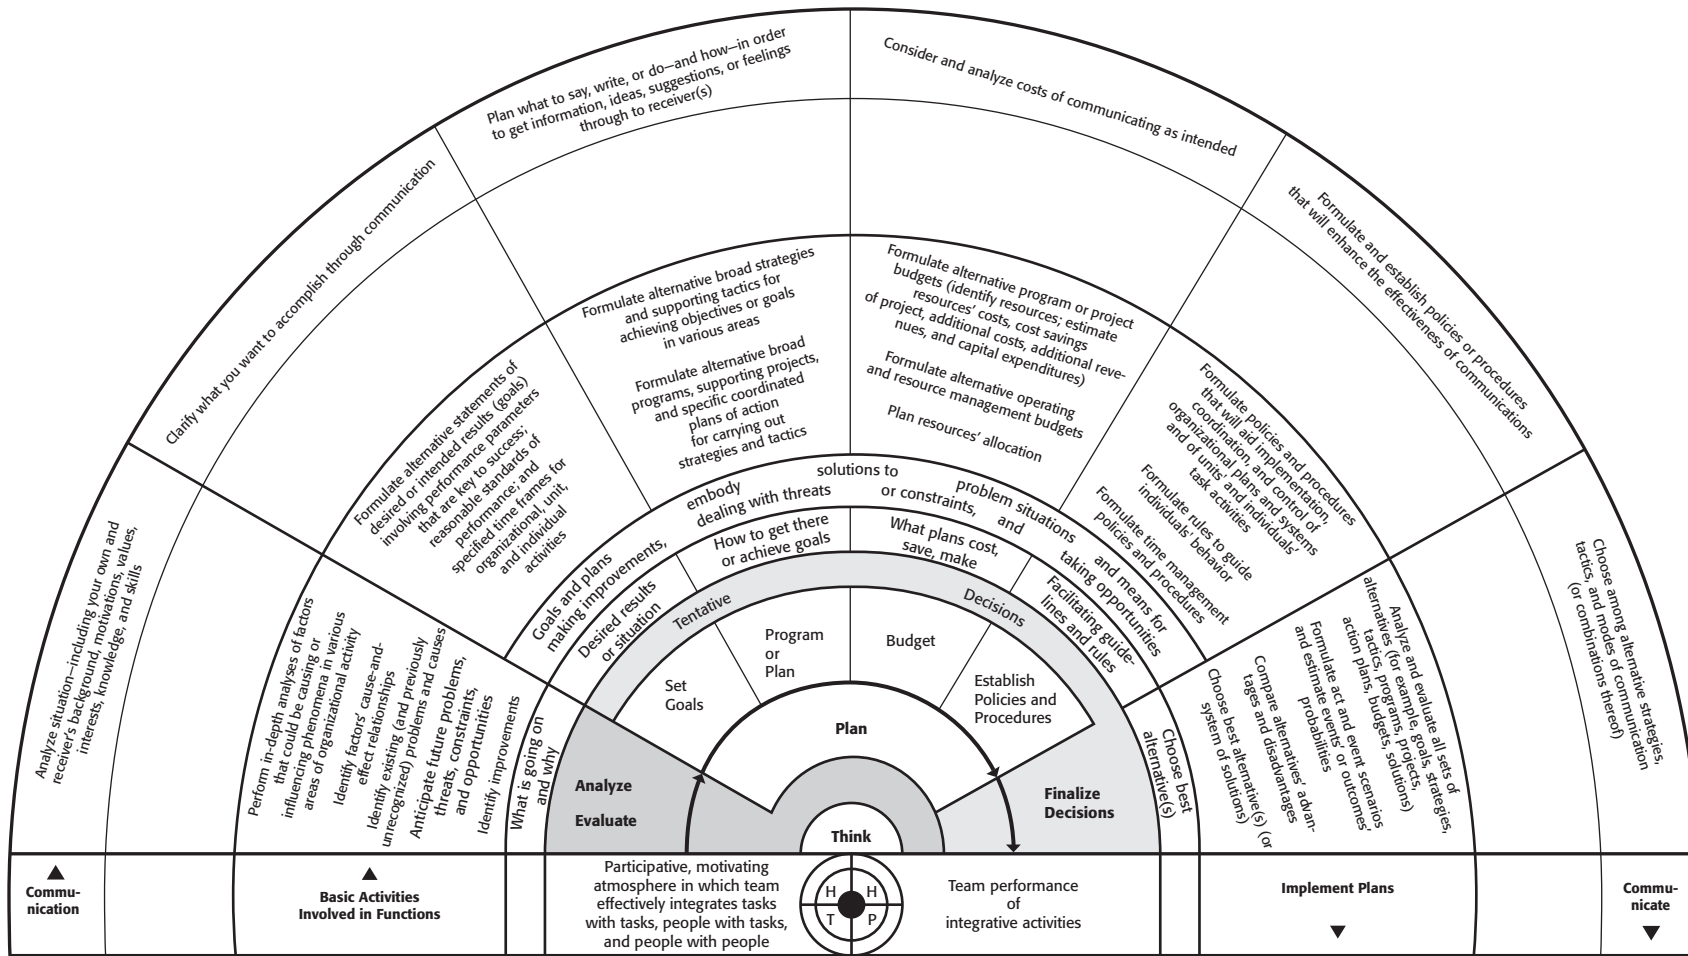 Plan what to say, write, or do—and how—in order
to get information, ideas, suggestions, or feelings
through to receiver(s)
Consider and analyze costs of communicating as intended
Clarify what you want to accomplish through communication
Formulate and establish policies or procedures
that will enhance the effectiveness of communications
Analyze situation—including your own and
receiver's background, motivations, values,
interests, knowledge, and skills
Choose among alternative strategies,
tactics, and modes of communication
(or combinations thereof)
Formulate alternative broad strategies
and supporting tactics for
achieving objectives or goals
in various areas
Formulate alternative broad
programs, supporting projects,
and specific coordinated
plans of action
for carrying out
strategies and tactics
Formulate alternative program or project
budgets (identify resources; estimate
resources' costs, cost savings
of project, additional costs, additional reve-
nues, and capital expenditures)
Formulate alternative operating
and resource management budgets
Plan resources' allocation
Formulate alternative statements of
desired or intended results (goals)
involving performance parameters
that are key to success;
reasonable standards of
performance; and
specified time frames for
organizational, unit,
and individual
activities
Formulate policies and procedures
that will aid implementation,
coordination, and control of
organizational plans and systems
and of units' and individuals'
task activities
Formulate rules to guide
individuals' behavior
Formulate time management
policies and procedures
Perform in-depth analyses of factors
that could be causing or
influencing phenomena in various
areas of organizational activity
Identify factors' cause-and-
effect relationships
Identify existing (and previously
unrecognized) problems and causes
Anticipate future problems,
threats, constraints,
and opportunities
Identify improvements
Analyze and evaluate all sets of
alternatives (for example, goals, strategies,
tactics, programs, projects,
action plans, budgets, solutions)
Formulate act and event scenarios
and estimate events' or outcomes'
probabilities
Compare alternatives' advan-
tages and disadvantages
Choose best alternative(s) (or
system of solutions)
Goals and plans embody solutions to problem situations and means for
making improvements, dealing with threats or constraints, and taking opportunities
What is going on
and why
Desired results
or situation
How to get there
or achieve goals
What plans cost,
save, make
Facilitating guide-
lines and rules
Choose best
alternative(s)
Tentative Decisions
Set
Goals
Program
or
Plan
Budget
Establish
Policies and
Procedures
Plan
Analyze
Evaluate
Finalize
Decisions
Think
Commu-
nication
Basic Activities
Involved in Functions
Participative, motivating
atmosphere in which team
effectively integrates tasks
with tasks, people with tasks,
and people with people
H H
T P
Team performance
of
integrative activities
Implement Plans
Commu-
nicate